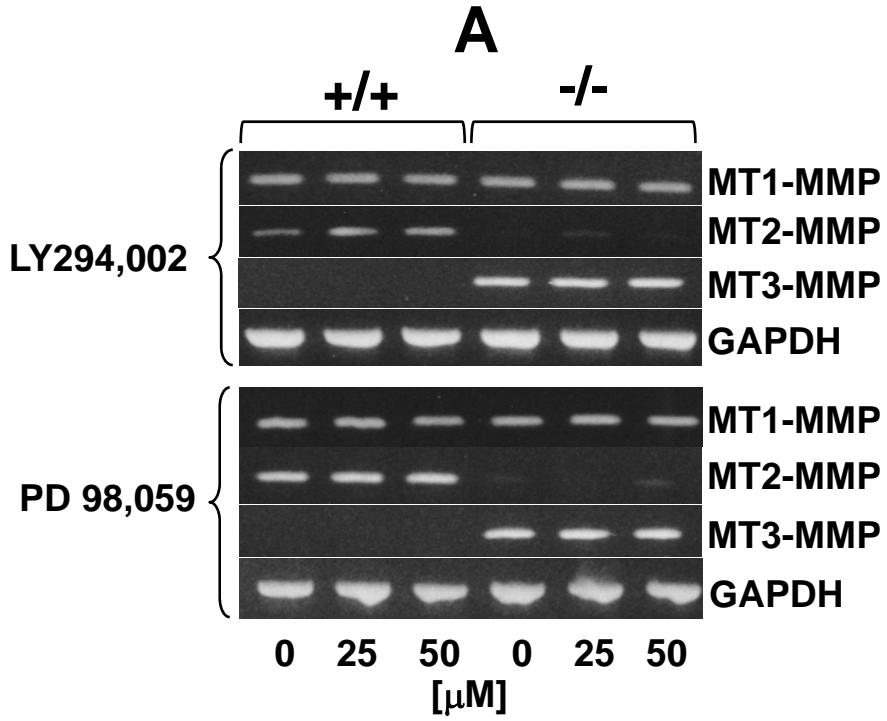 A
+/+ -/-
LY294,002
MT1-MMP
MT2-MMP
MT3-MMP
GAPDH
PD 98,059
MT1-MMP
MT2-MMP
MT3-MMP
GAPDH
0 25 50 0 25 50
[μM]